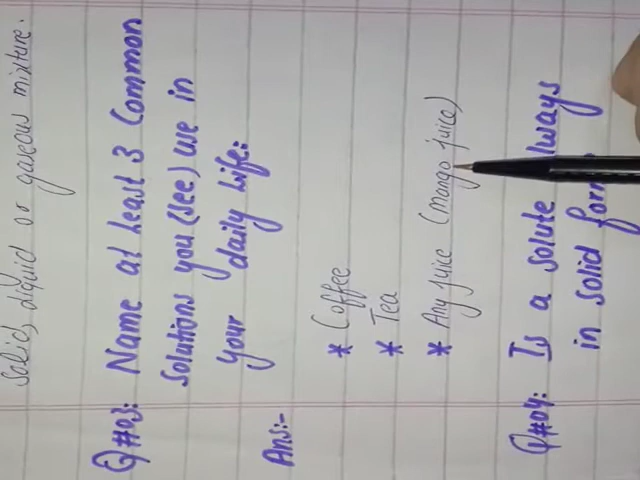 Solid, liquid or gaseous mixture.
Q#03: Name at least 3 Common
solutions you (see) use in
your daily life:
Ans:-
* Coffee
* Tea
* Any juice (Mango juice)
Q#04: Is a solute lways
in solid form